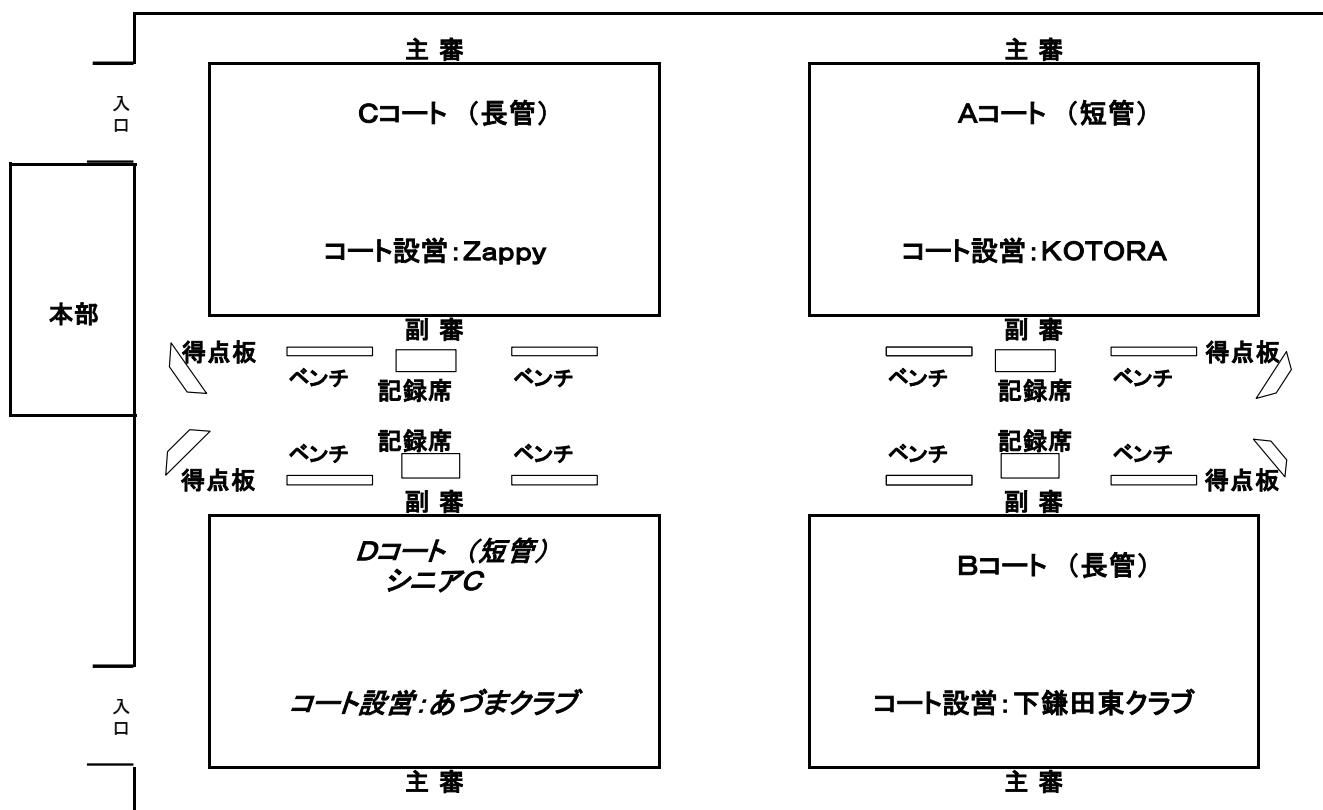 主 審
主 審
入口
Cコート （長管）
Aコート （短管）
コート設営：Zappy
コート設営：KOTORA
本部
副 審
副 審
得点板
ベンチ
記録席
ベンチ
ベンチ
記録席
ベンチ
得点板
ベンチ
記録席
ベンチ
ベンチ
記録席
ベンチ
得点板
得点板
副 審
副 審
Dコート （短管）
シニアC
Bコート （長管）
コート設営：あづまクラブ
コート設営：下鎌田東クラブ
入口
主 審
主 審